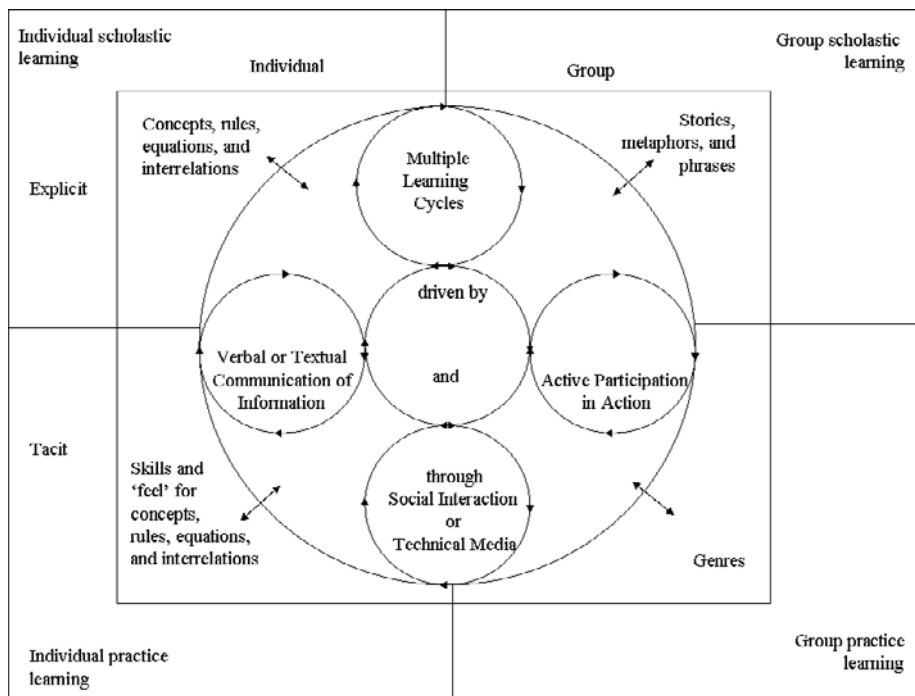 Individual scholastic
learning
Group scholastic
learning
Individual
Group
Concepts, rules,
equations, and
interrelations
Stories,
metaphors, and
phrases
Multiple
Learning
Cycles
Explicit
driven by
Verbal or Textual
Communication of
Information
and
Active Participation
in Action
Tacit
Skills and
‘feel’ for
concepts,
rules, equations,
and interrelations
through
Social Interaction
or
Technical Media
Genres
Individual practice
learning
Group practice
learning